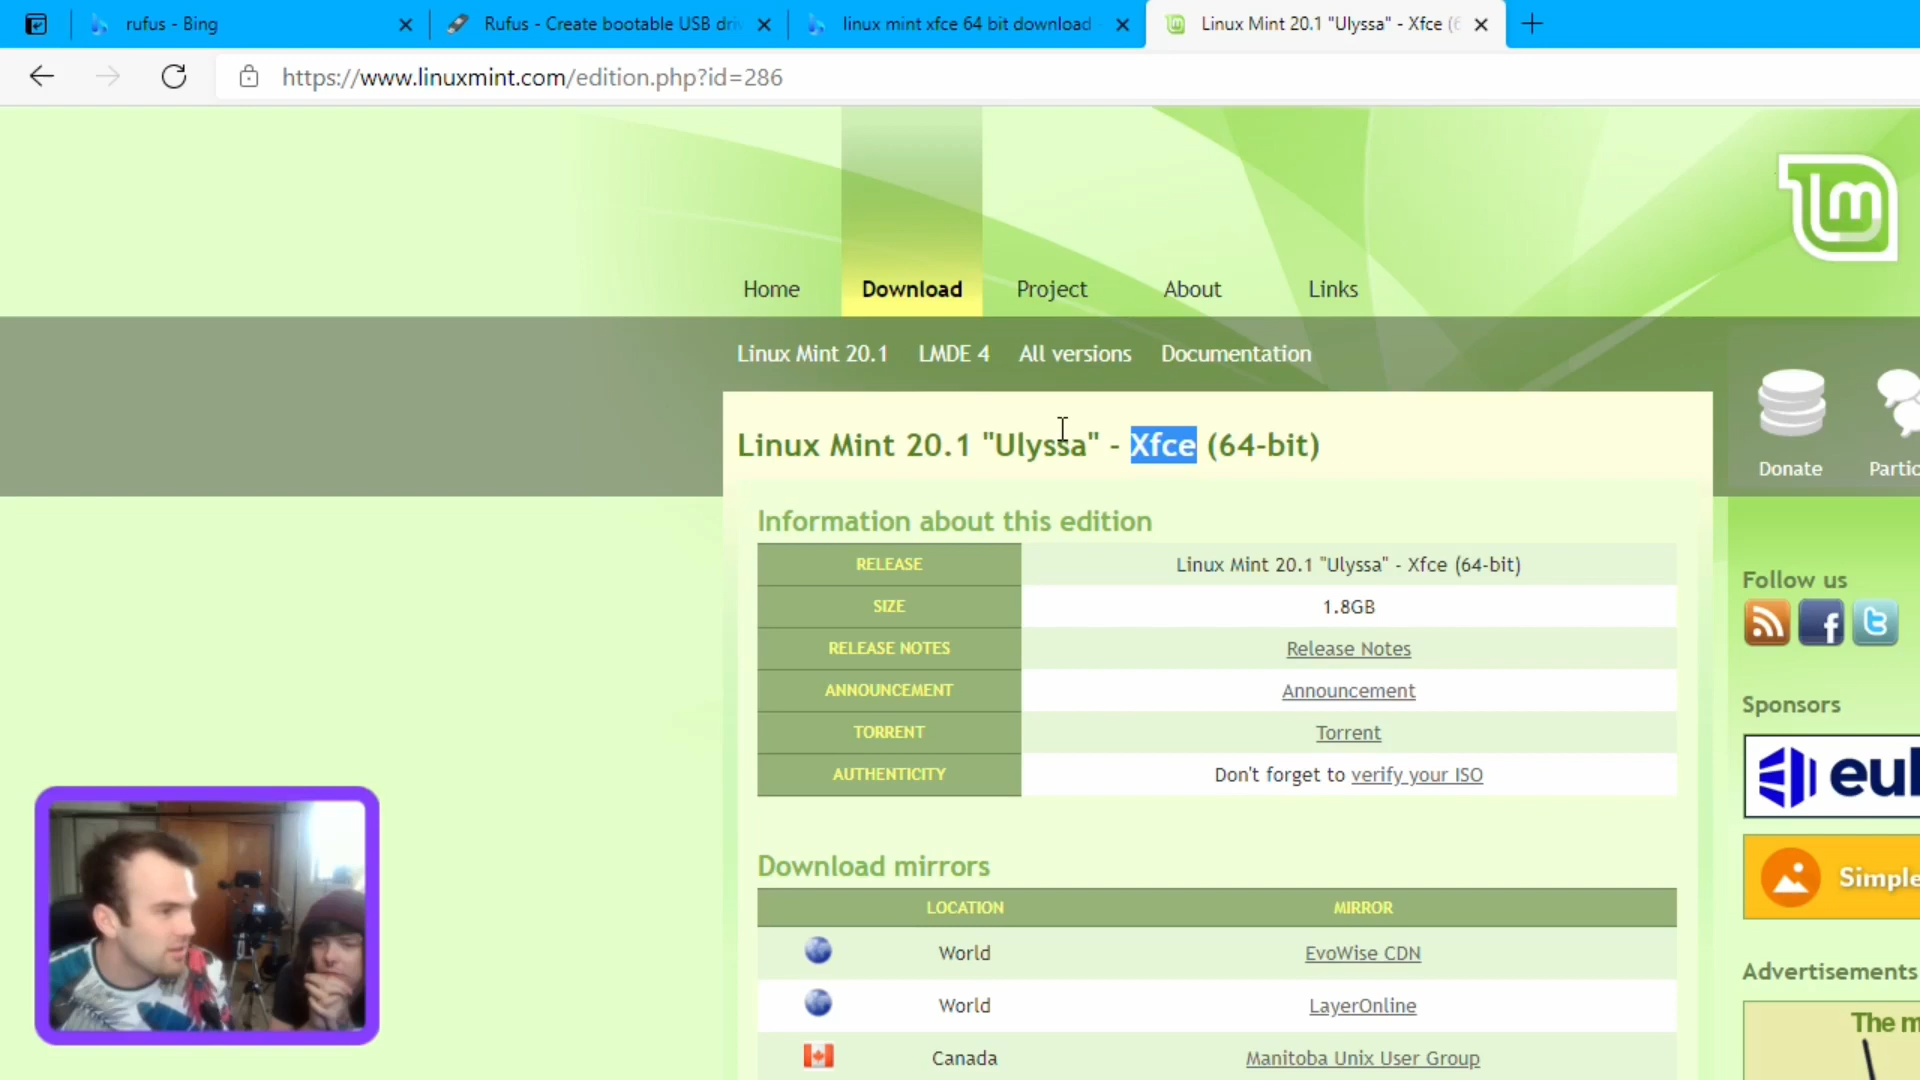 rufus - Bing
Rufus - Create bootable USB driv
linux mint xfce 64 bit download
Linux Mint 20.1 "Ulyssa" - Xfce (6
https://www.linuxmint.com/edition.php?id=286
lm
Home Download Project About Links
Linux Mint 20.1 LMDE 4 All versions Documentation
Donate Partic
Linux Mint 20.1 "Ulyssa" - Xfce (64-bit)
Information about this edition
RELEASE Linux Mint 20.1 "Ulyssa" - Xfce (64-bit)
SIZE 1.8GB
RELEASE NOTES Release Notes
ANNOUNCEMENT Announcement
TORRENT Torrent
AUTHENTICITY Don't forget to verify your ISO
Download mirrors
LOCATION MIRROR
World EvoWise CDN
World LayerOnline
Canada Manitoba Unix User Group
Follow us
Sponsors
euk
Simple
Advertisements
The m